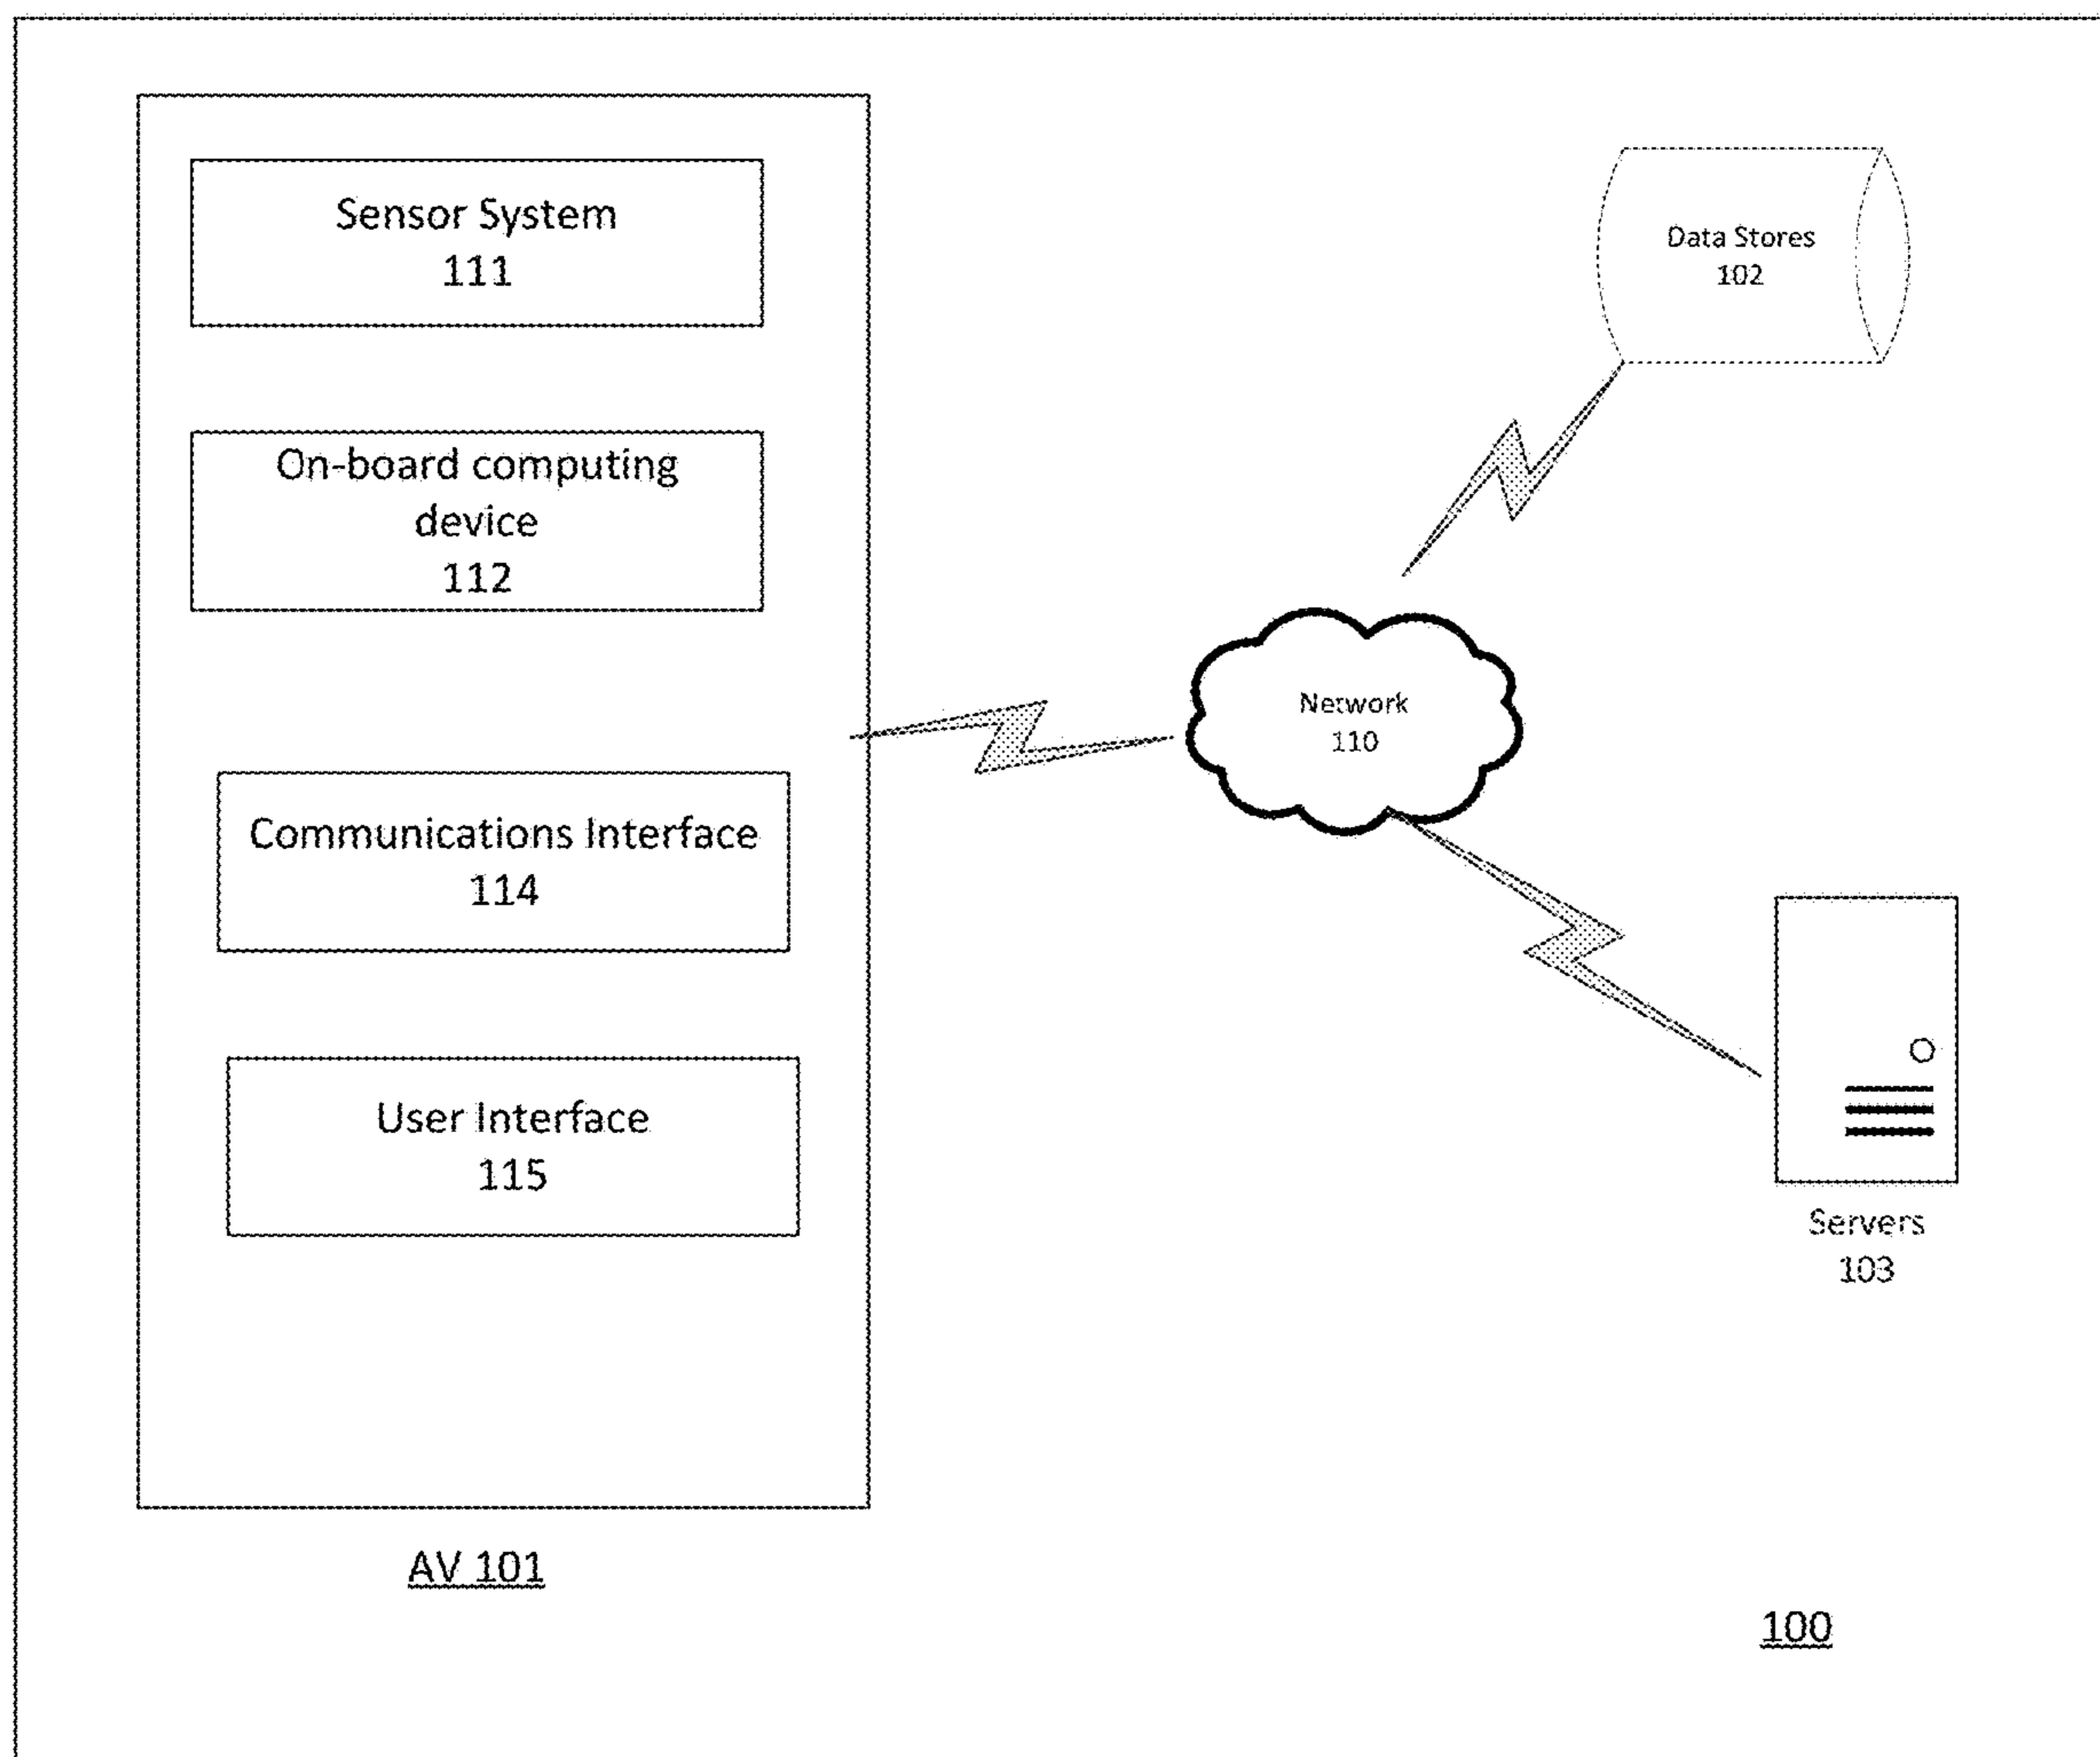 Sensor System
111
On-board computing
device
112
Communications Interface
114
User Interface
115
AV 101
Data Stores
102
Network
110
Servers
103
100